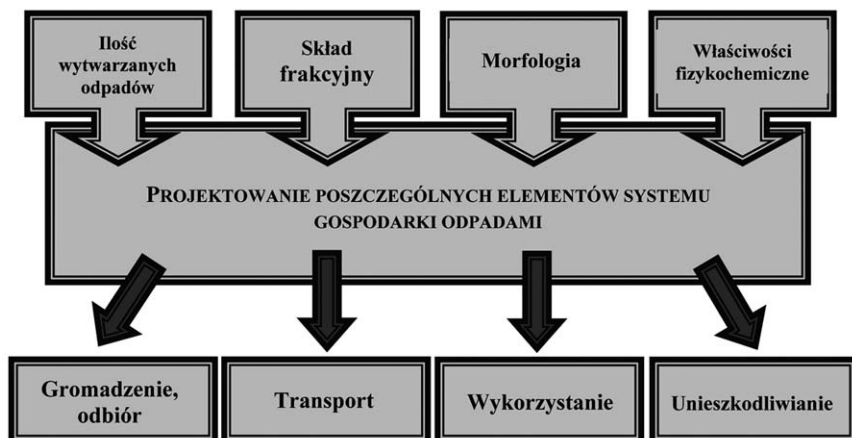 Ilość
wytwarzanych
odpadów
Skład
frakcyjny
Morfologia
Właściwości
fizykochemiczne
PROJEKTOWANIE POSZCZEGÓLNYCH ELEMENTÓW SYSTEMU
GOSPODARKI ODPADAMI
Gromadzenie,
odbiór
Transport
Wykorzystanie
Unieszkodliwianie